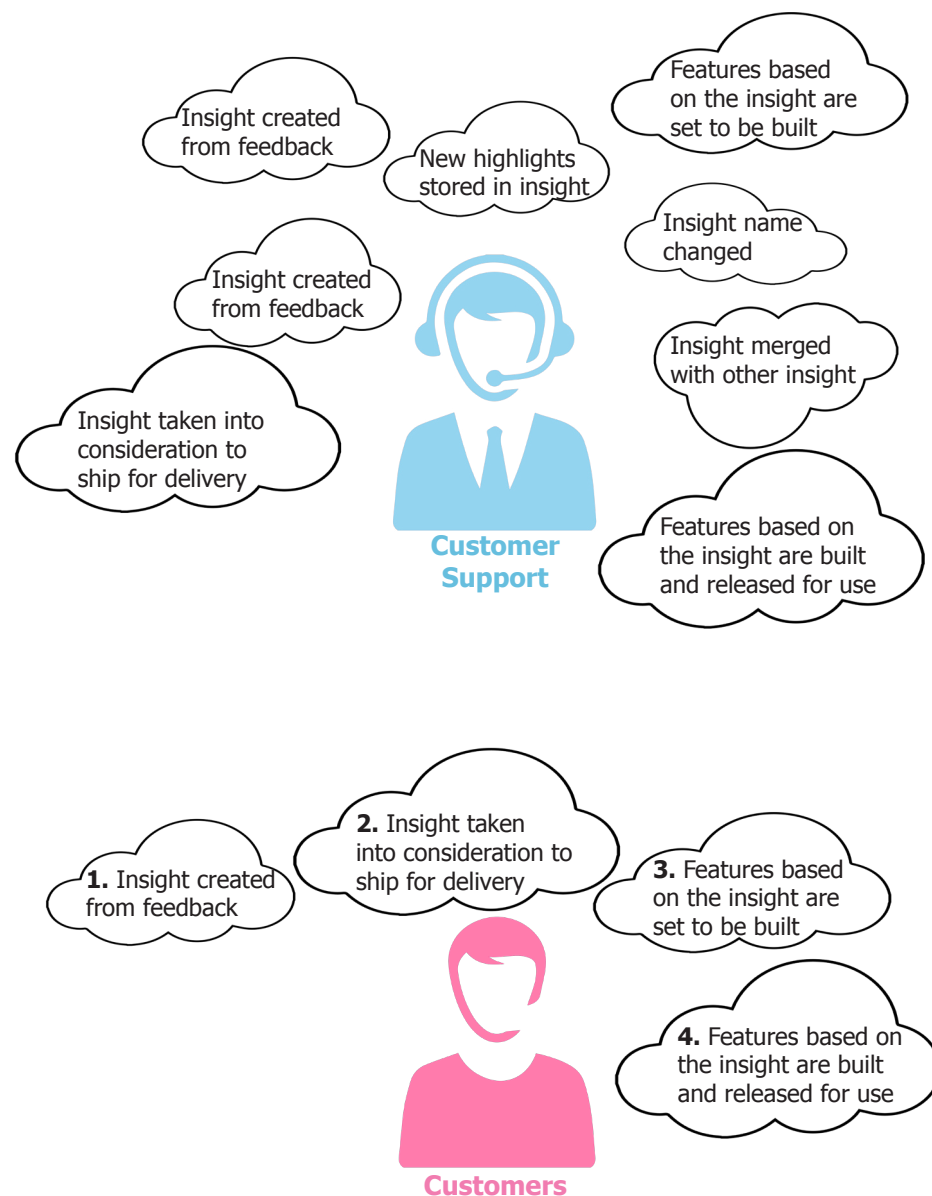 Insight created
from feedback
New highlights
stored in insight
Features based
on the insight are
set to be built
Insight name
changed
Insight created
from feedback
Insight merged
with other insight
Insight taken into
consideration to
ship for delivery
Features based on
the insight are built
and released for use
Customer
Support
1. Insight created
from feedback
2. Insight taken
into consideration to
ship for delivery
3. Features based
on the insight are
set to be built
4. Features based on
the insight are built
and released for use
Customers